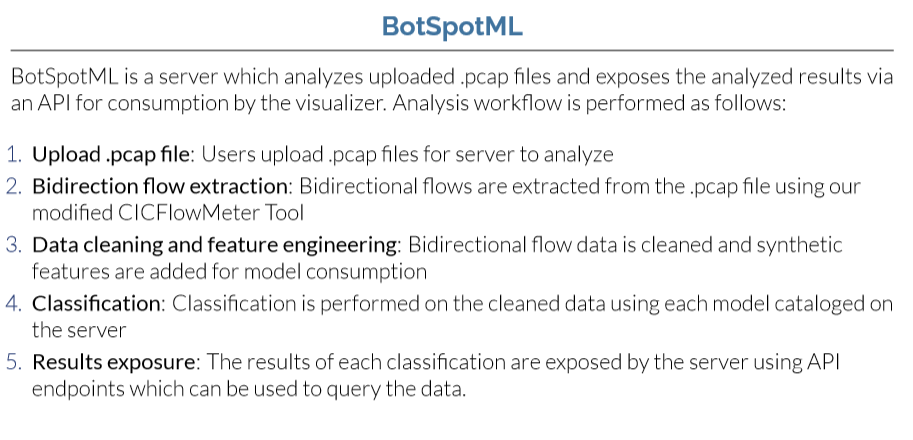 BotSpotML
BotSpotML is a server which analyzes uploaded .pcap files and exposes the analyzed results via
an API for consumption by the visualizer. Analysis workflow is performed as follows:
1. Upload .pcap file: Users upload .pcap files for server to analyze
2. Bidirection flow extraction: Bidirectional flows are extracted from the .pcap file using our
modified CICFlowMeter Tool
3. Data cleaning and feature engineering: Bidirectional flow data is cleaned and synthetic
features are added for model consumption
4. Classification: Classification is performed on the cleaned data using each model cataloged on
the server
5. Results exposure: The results of each classification are exposed by the server using API
endpoints which can be used to query the data.